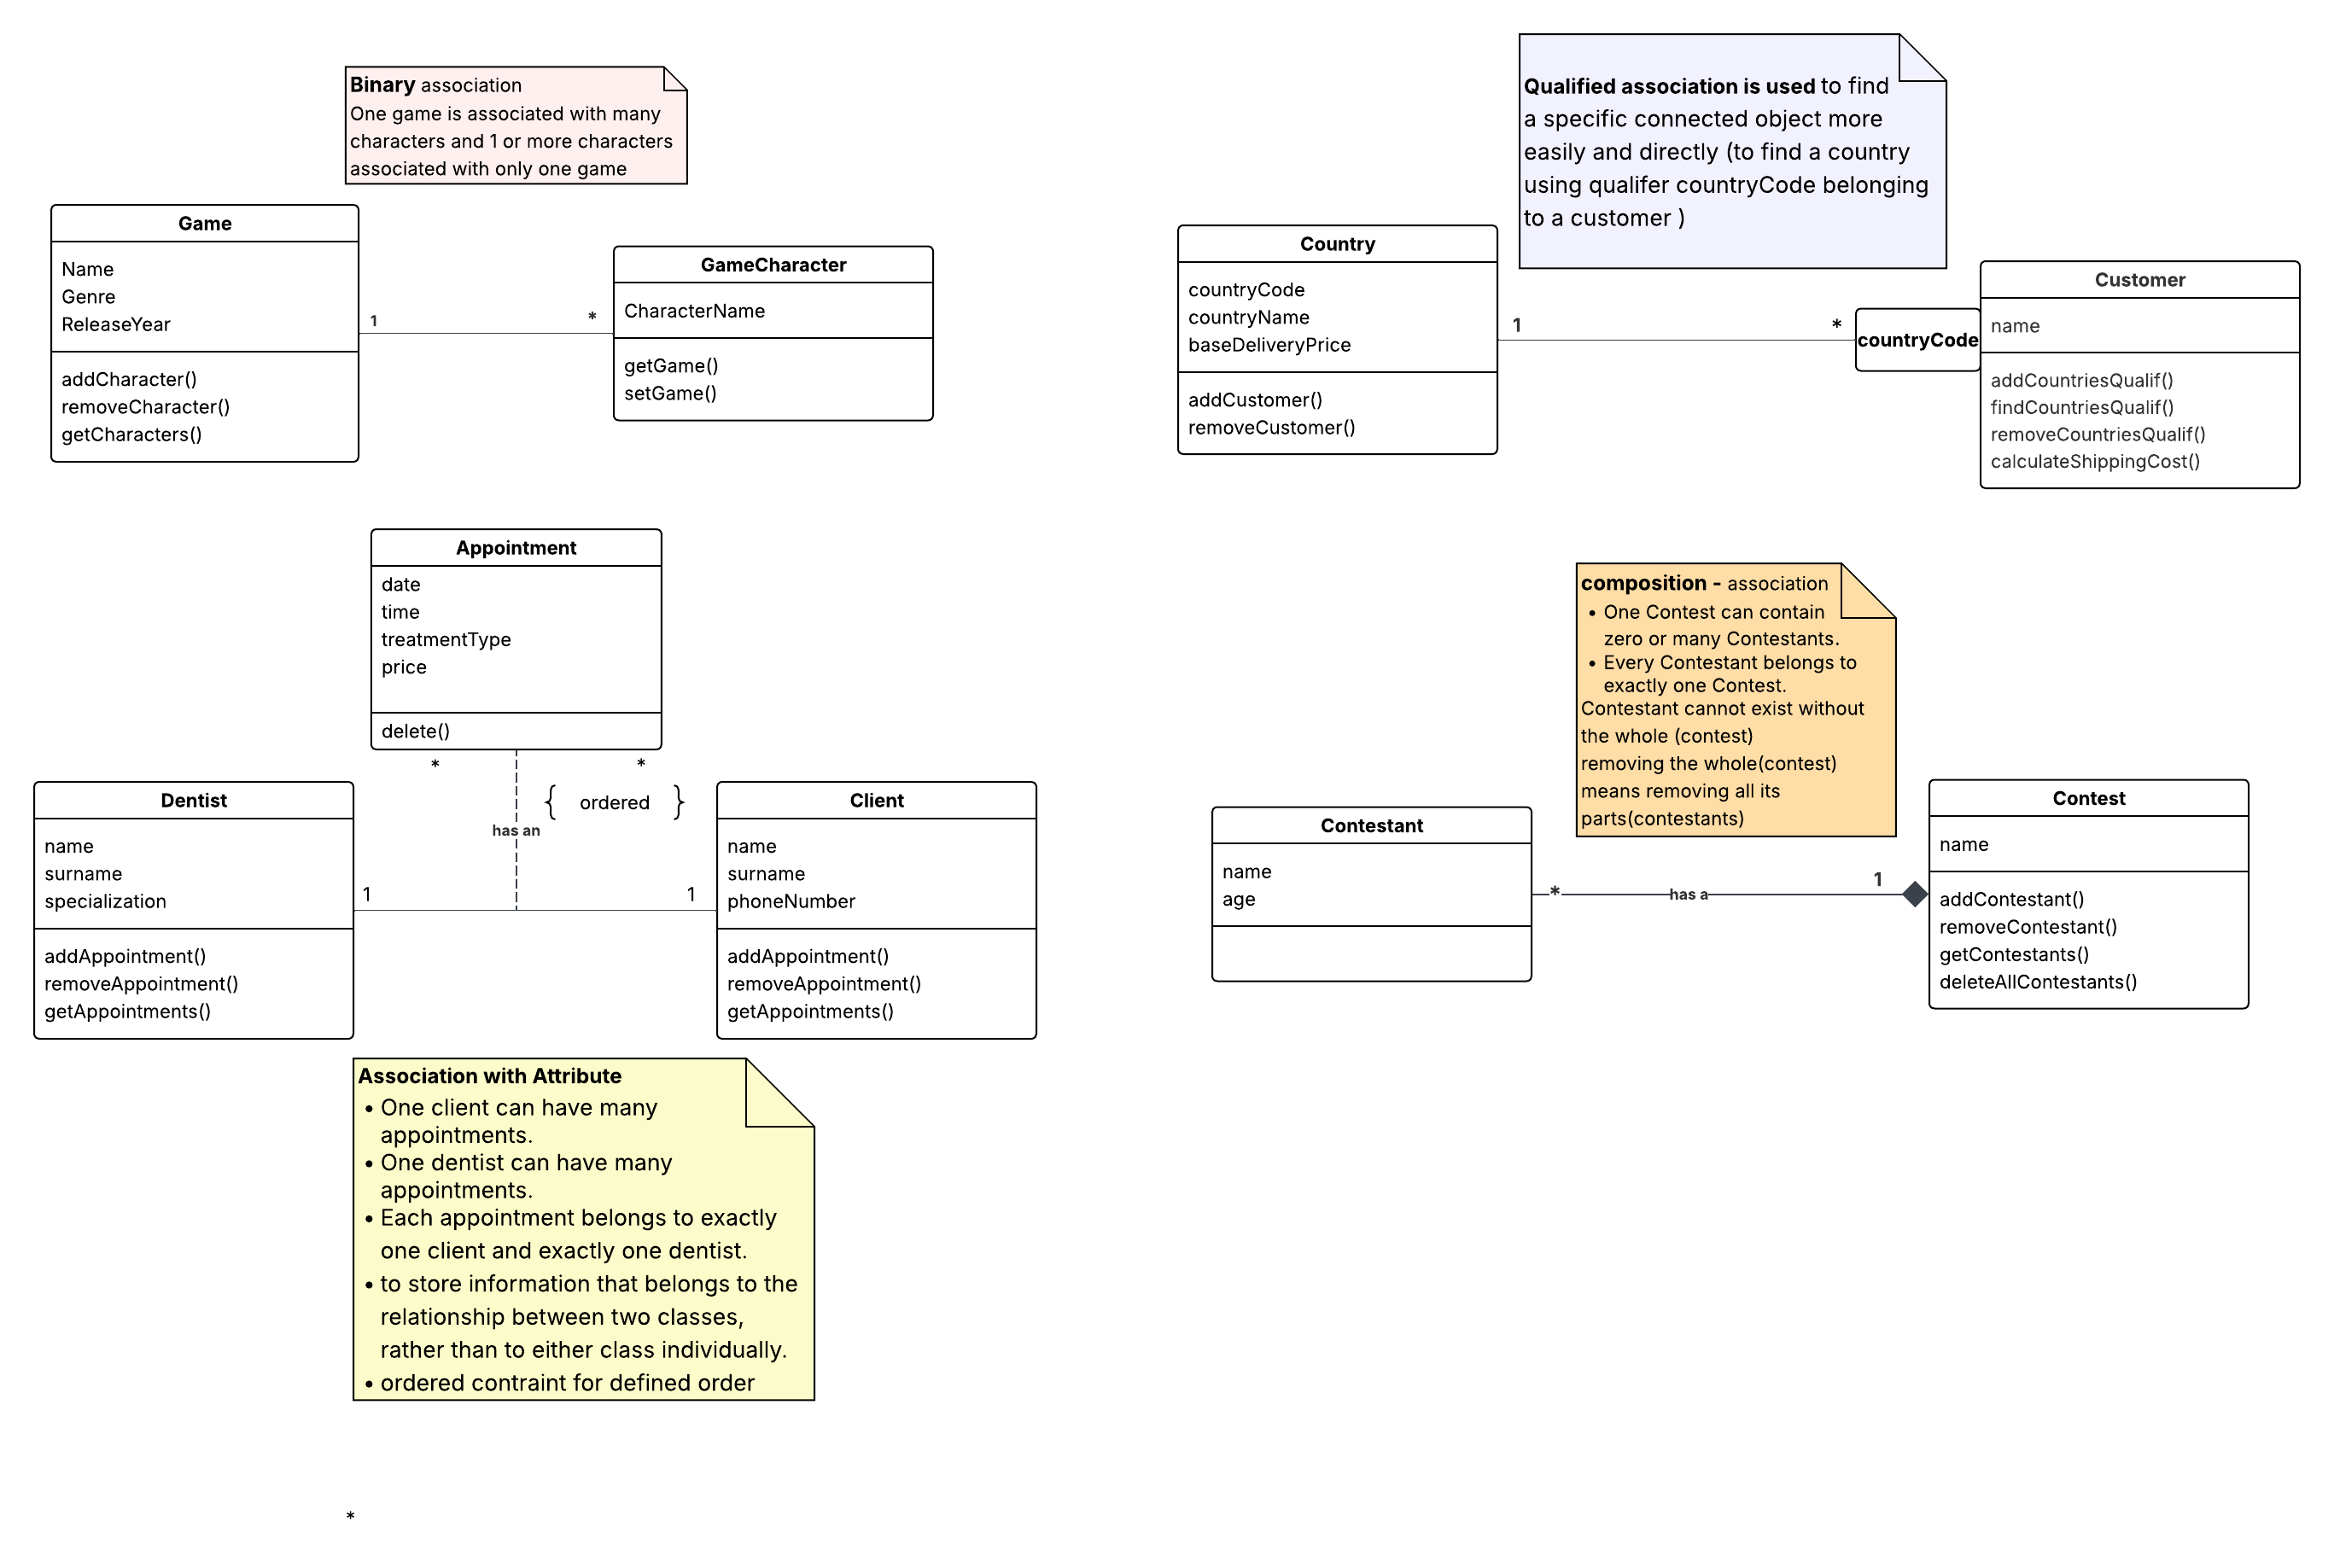 Binary association
One game is associated with many
characters and 1 or more characters
associated with only one game
Game
Name
Genre
ReleaseYear
addCharacter()
removeCharacter()
getCharacters()
1
*
GameCharacter
CharacterName
getGame()
setGame()
Qualified association is used to find
a specific connected object more
easily and directly (to find a country
using qualifer countryCode belonging
to a customer )
Country
countryCode
countryName
baseDeliveryPrice
addCustomer()
removeCustomer()
1
*
countryCode
Customer
name
addCountriesQualif()
findCountriesQualif()
removeCountriesQualif()
calculateShippingCost()
Appointment
date
time
treatmentType
price
delete()
*
*
{ ordered }
has an
Dentist
name
surname
specialization
addAppointment()
removeAppointment()
getAppointments()
1
1
Client
name
surname
phoneNumber
addAppointment()
removeAppointment()
getAppointments()
Association with Attribute
• One client can have many
appointments.
• One dentist can have many
appointments.
• Each appointment belongs to exactly
one client and exactly one dentist.
• to store information that belongs to the
relationship between two classes,
rather than to either class individually.
• ordered contraint for defined order
*
composition - association
• One Contest can contain
zero or many Contestants.
• Every Contestant belongs to
exactly one Contest.
Contestant cannot exist without
the whole (contest)
removing the whole(contest)
means removing all its
parts(contestants)
Contestant
name
age
*
has a
1
Contest
name
addContestant()
removeContestant()
getContestants()
deleteAllContestants()